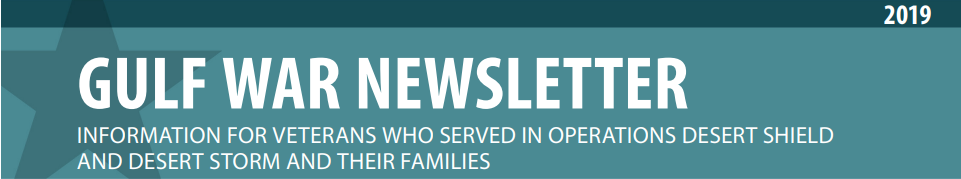 2019
GULF WAR NEWSLETTER
INFORMATION FOR VETERANS WHO SERVED IN OPERATIONS DESERT SHIELD
AND DESERT STORM AND THEIR FAMILIES